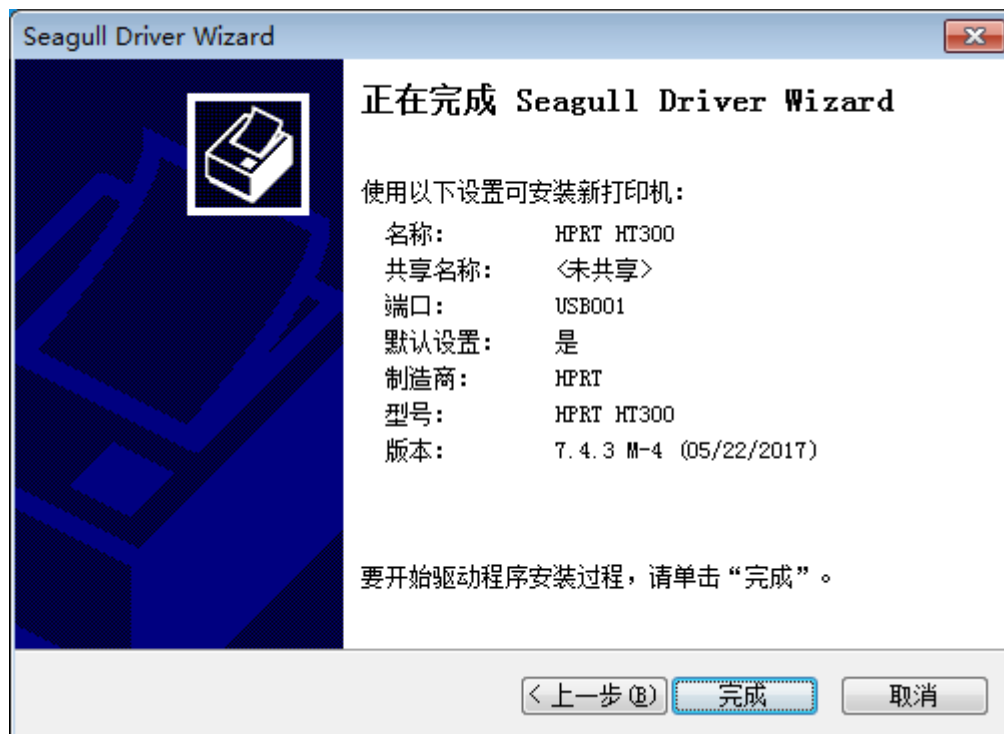 Seagull Driver Wizard
正在完成 Seagull Driver Wizard
使用以下设置可安装新打印机：
名称： HPRT HT300
共享名称： <未共享>
端口： USB001
默认设置： 是
制造商： HPRT
型号： HPRT HT300
版本： 7.4.3 M-4 (05/22/2017)
要开始驱动程序安装过程，请单击“完成”。
< 上一步(B) 完成 取消